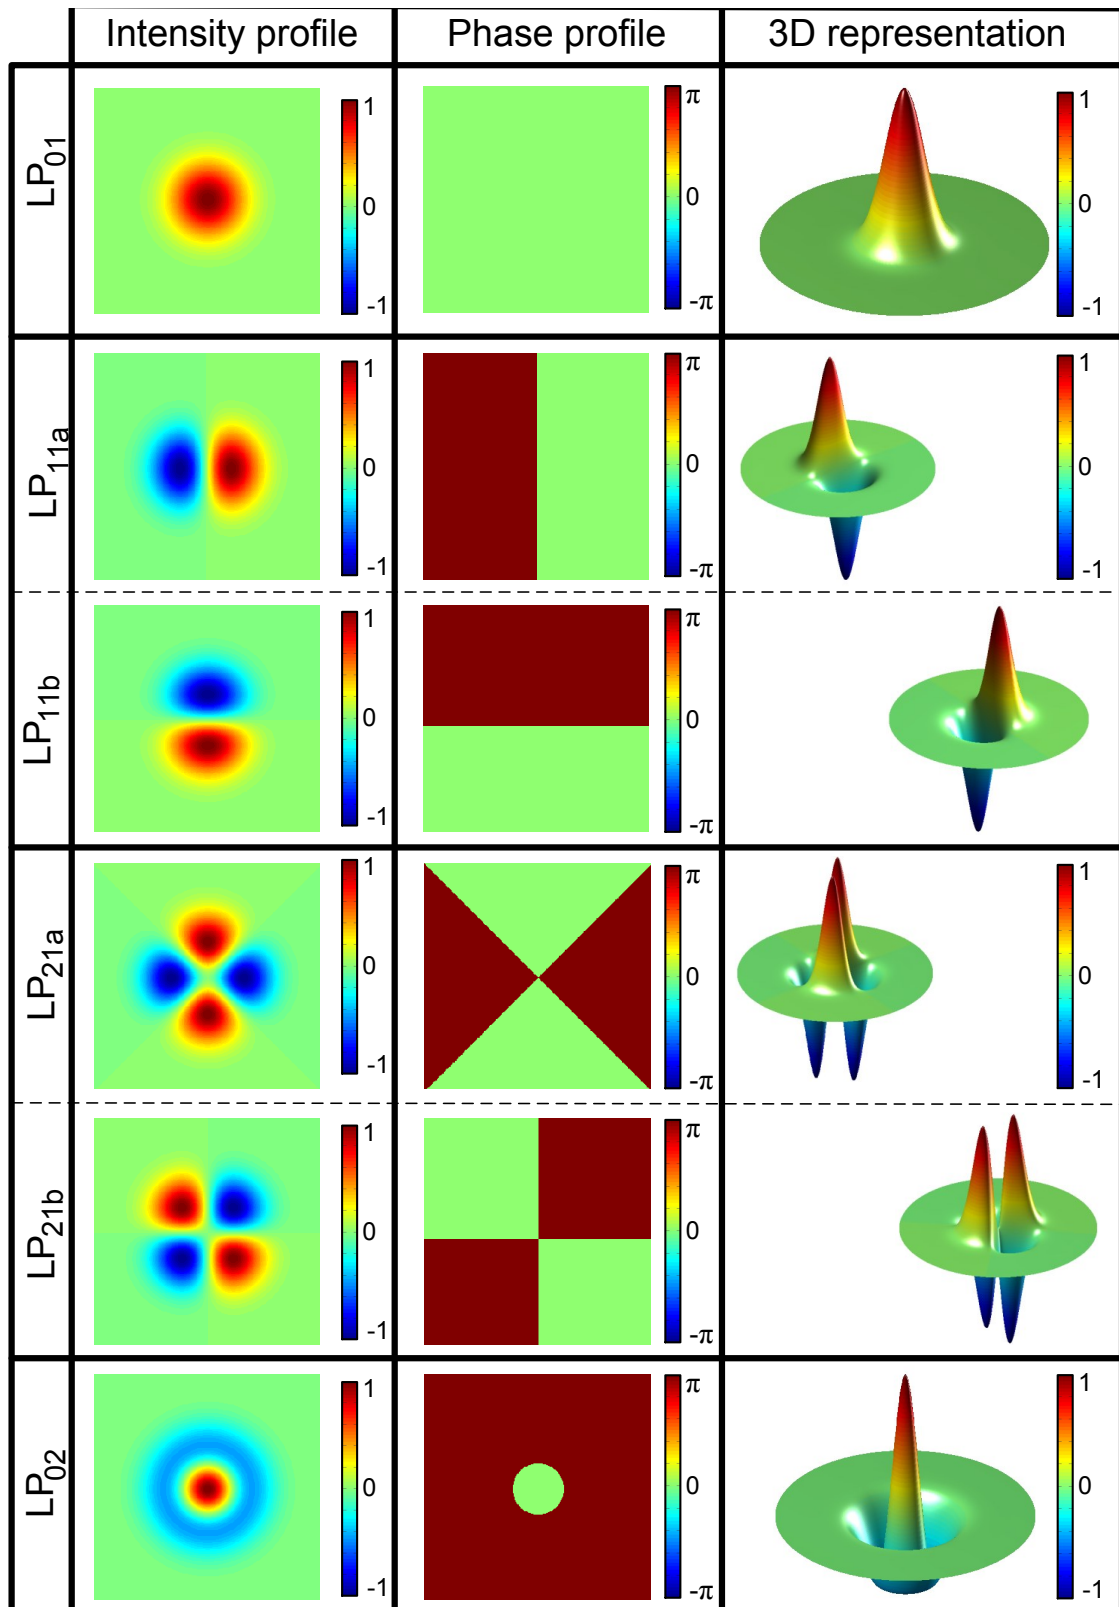 Intensity profile Phase profile 3D representation
LP01
1 π 1
0 0 0
-1 -π -1
LP11a
1 π 1
0 0 0
-1 -π -1
LP11b
1 π
0 0
-1 -π
LP21a
1 π 1
0 0 0
-1 -π -1
LP21b
1 π
0 0
-1 -π
LP02
1 π 1
0 0 0
-1 -π -1